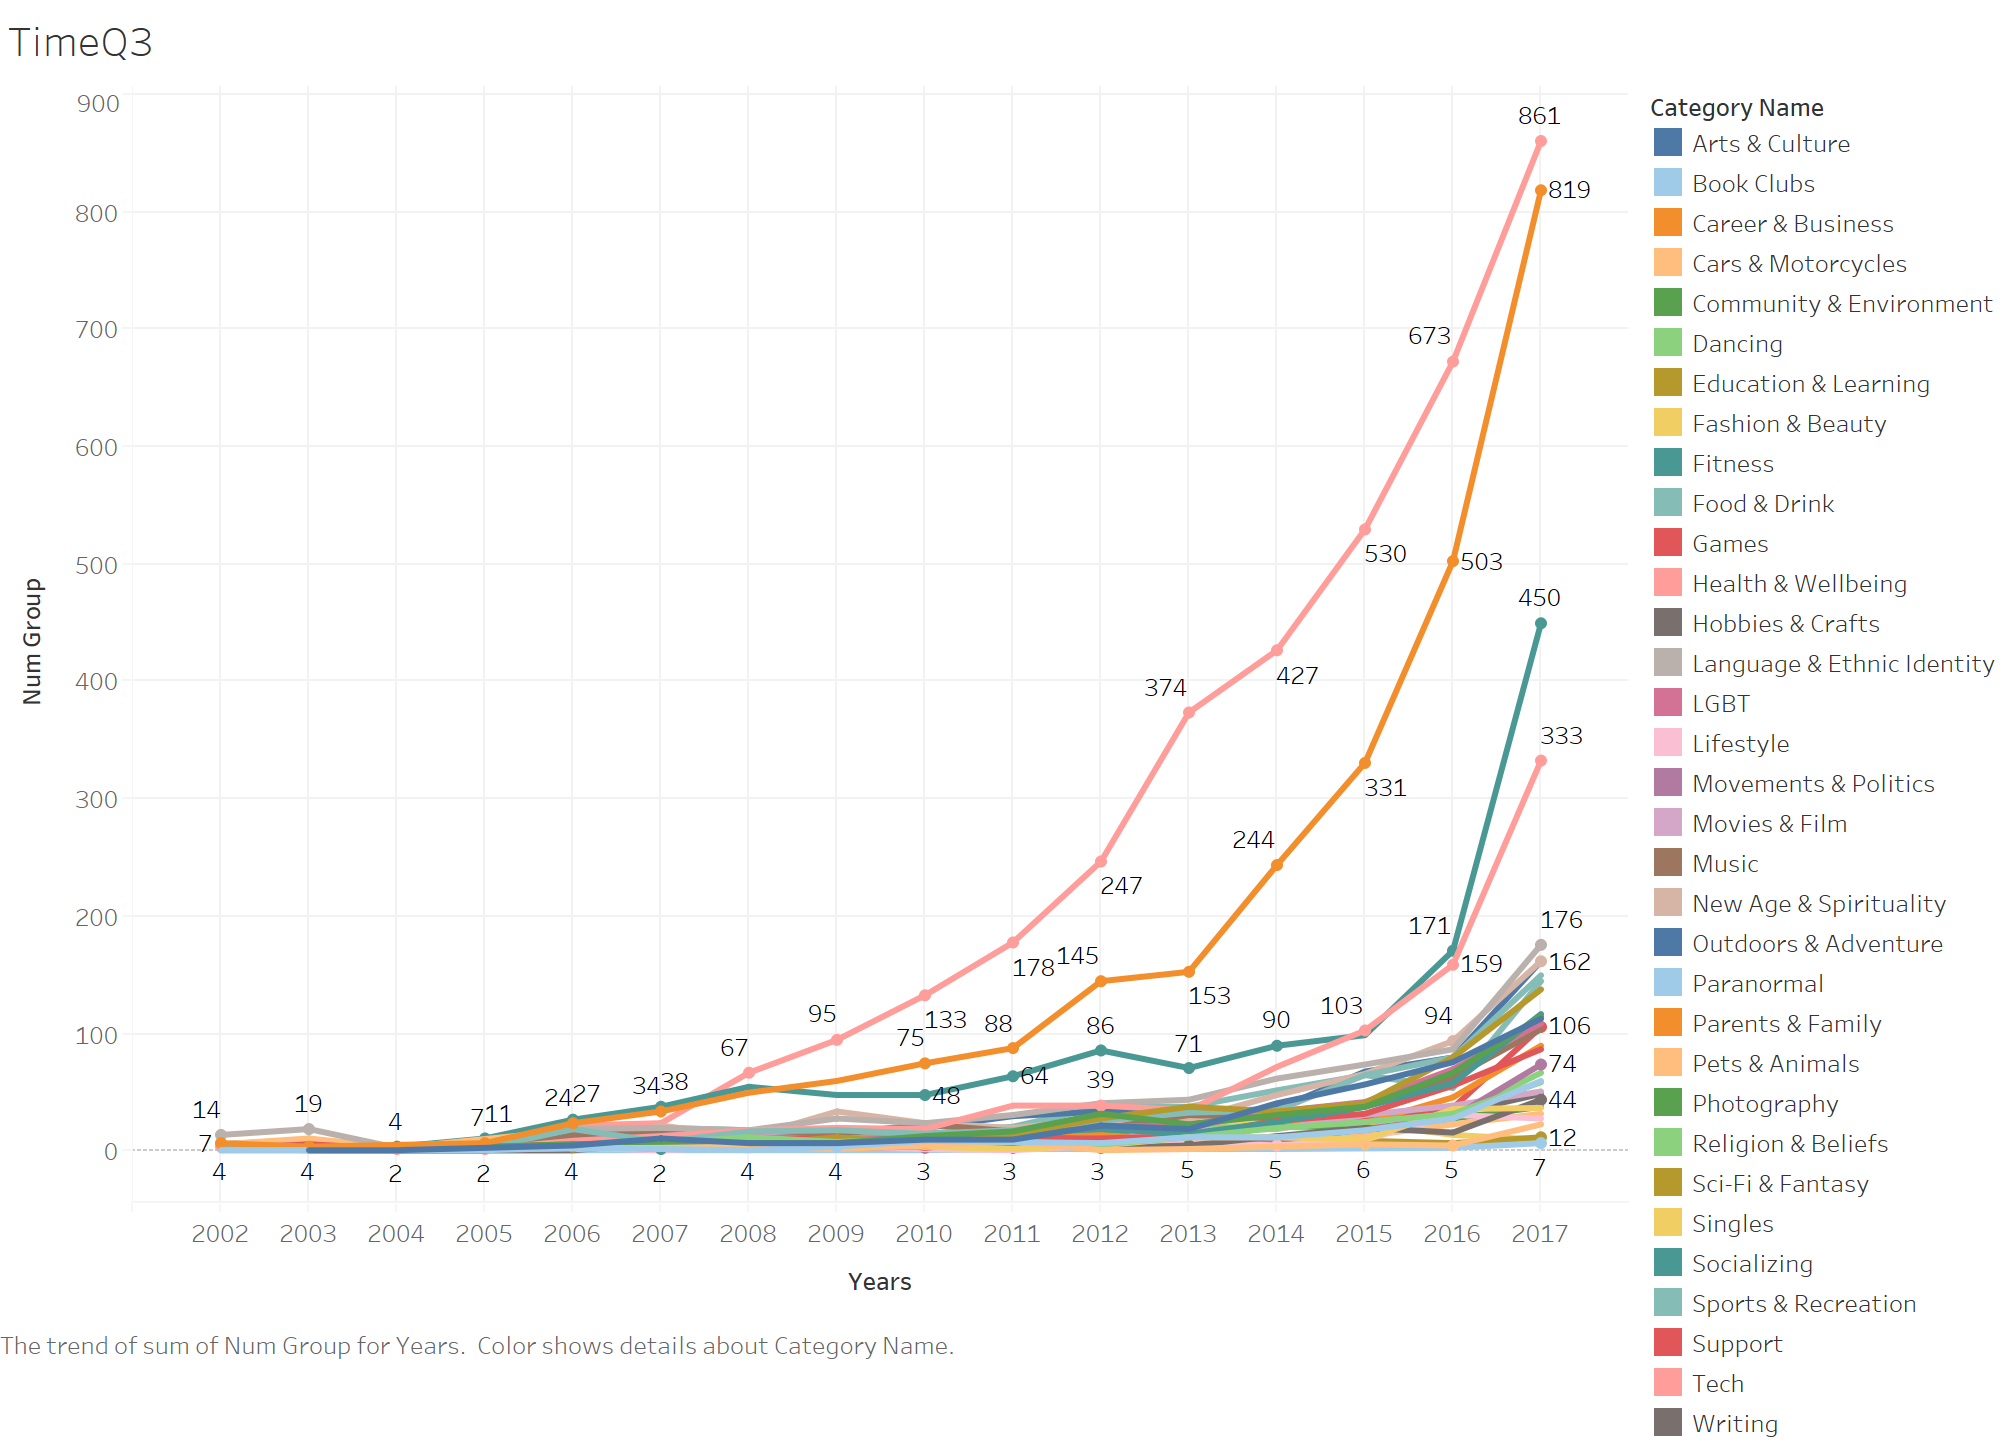 TimeQ3
900
800
700
600
500
400
300
200
100
0
Num Group
861
819
673
530
503
450
427
374
333
331
247
244
178
145
153
176
171
162
159
133
95
75
88
86
71
90
103
94
106
67
64
39
74
48
44
34 38
24 27
14
19
4
7 11
7
12
4
4
2
2
4
2
4
4
3
3
3
5
5
6
5
7
2002 2003 2004 2005 2006 2007 2008 2009 2010 2011 2012 2013 2014 2015 2016 2017
Years
The trend of sum of Num Group for Years. Color shows details about Category Name.
Category Name
Arts & Culture
Book Clubs
Career & Business
Cars & Motorcycles
Community & Environment
Dancing
Education & Learning
Fashion & Beauty
Fitness
Food & Drink
Games
Health & Wellbeing
Hobbies & Crafts
Language & Ethnic Identity
LGBT
Lifestyle
Movements & Politics
Movies & Film
Music
New Age & Spirituality
Outdoors & Adventure
Paranormal
Parents & Family
Pets & Animals
Photography
Religion & Beliefs
Sci-Fi & Fantasy
Singles
Socializing
Sports & Recreation
Support
Tech
Writing